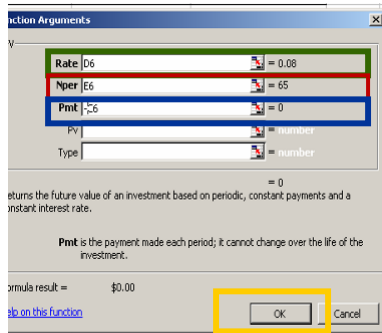 nction Arguments
V
Rate D6 = 0.08
Nper E6 = 65
Pmt = 0
Pv = number
Type = number
= 0
eturns the future value of an investment based on periodic, constant payments and a
onstant interest rate.
Pmt is the payment made each period; it cannot change over the life of the
investment.
ormula result = $0.00
elp on this function OK Cancel